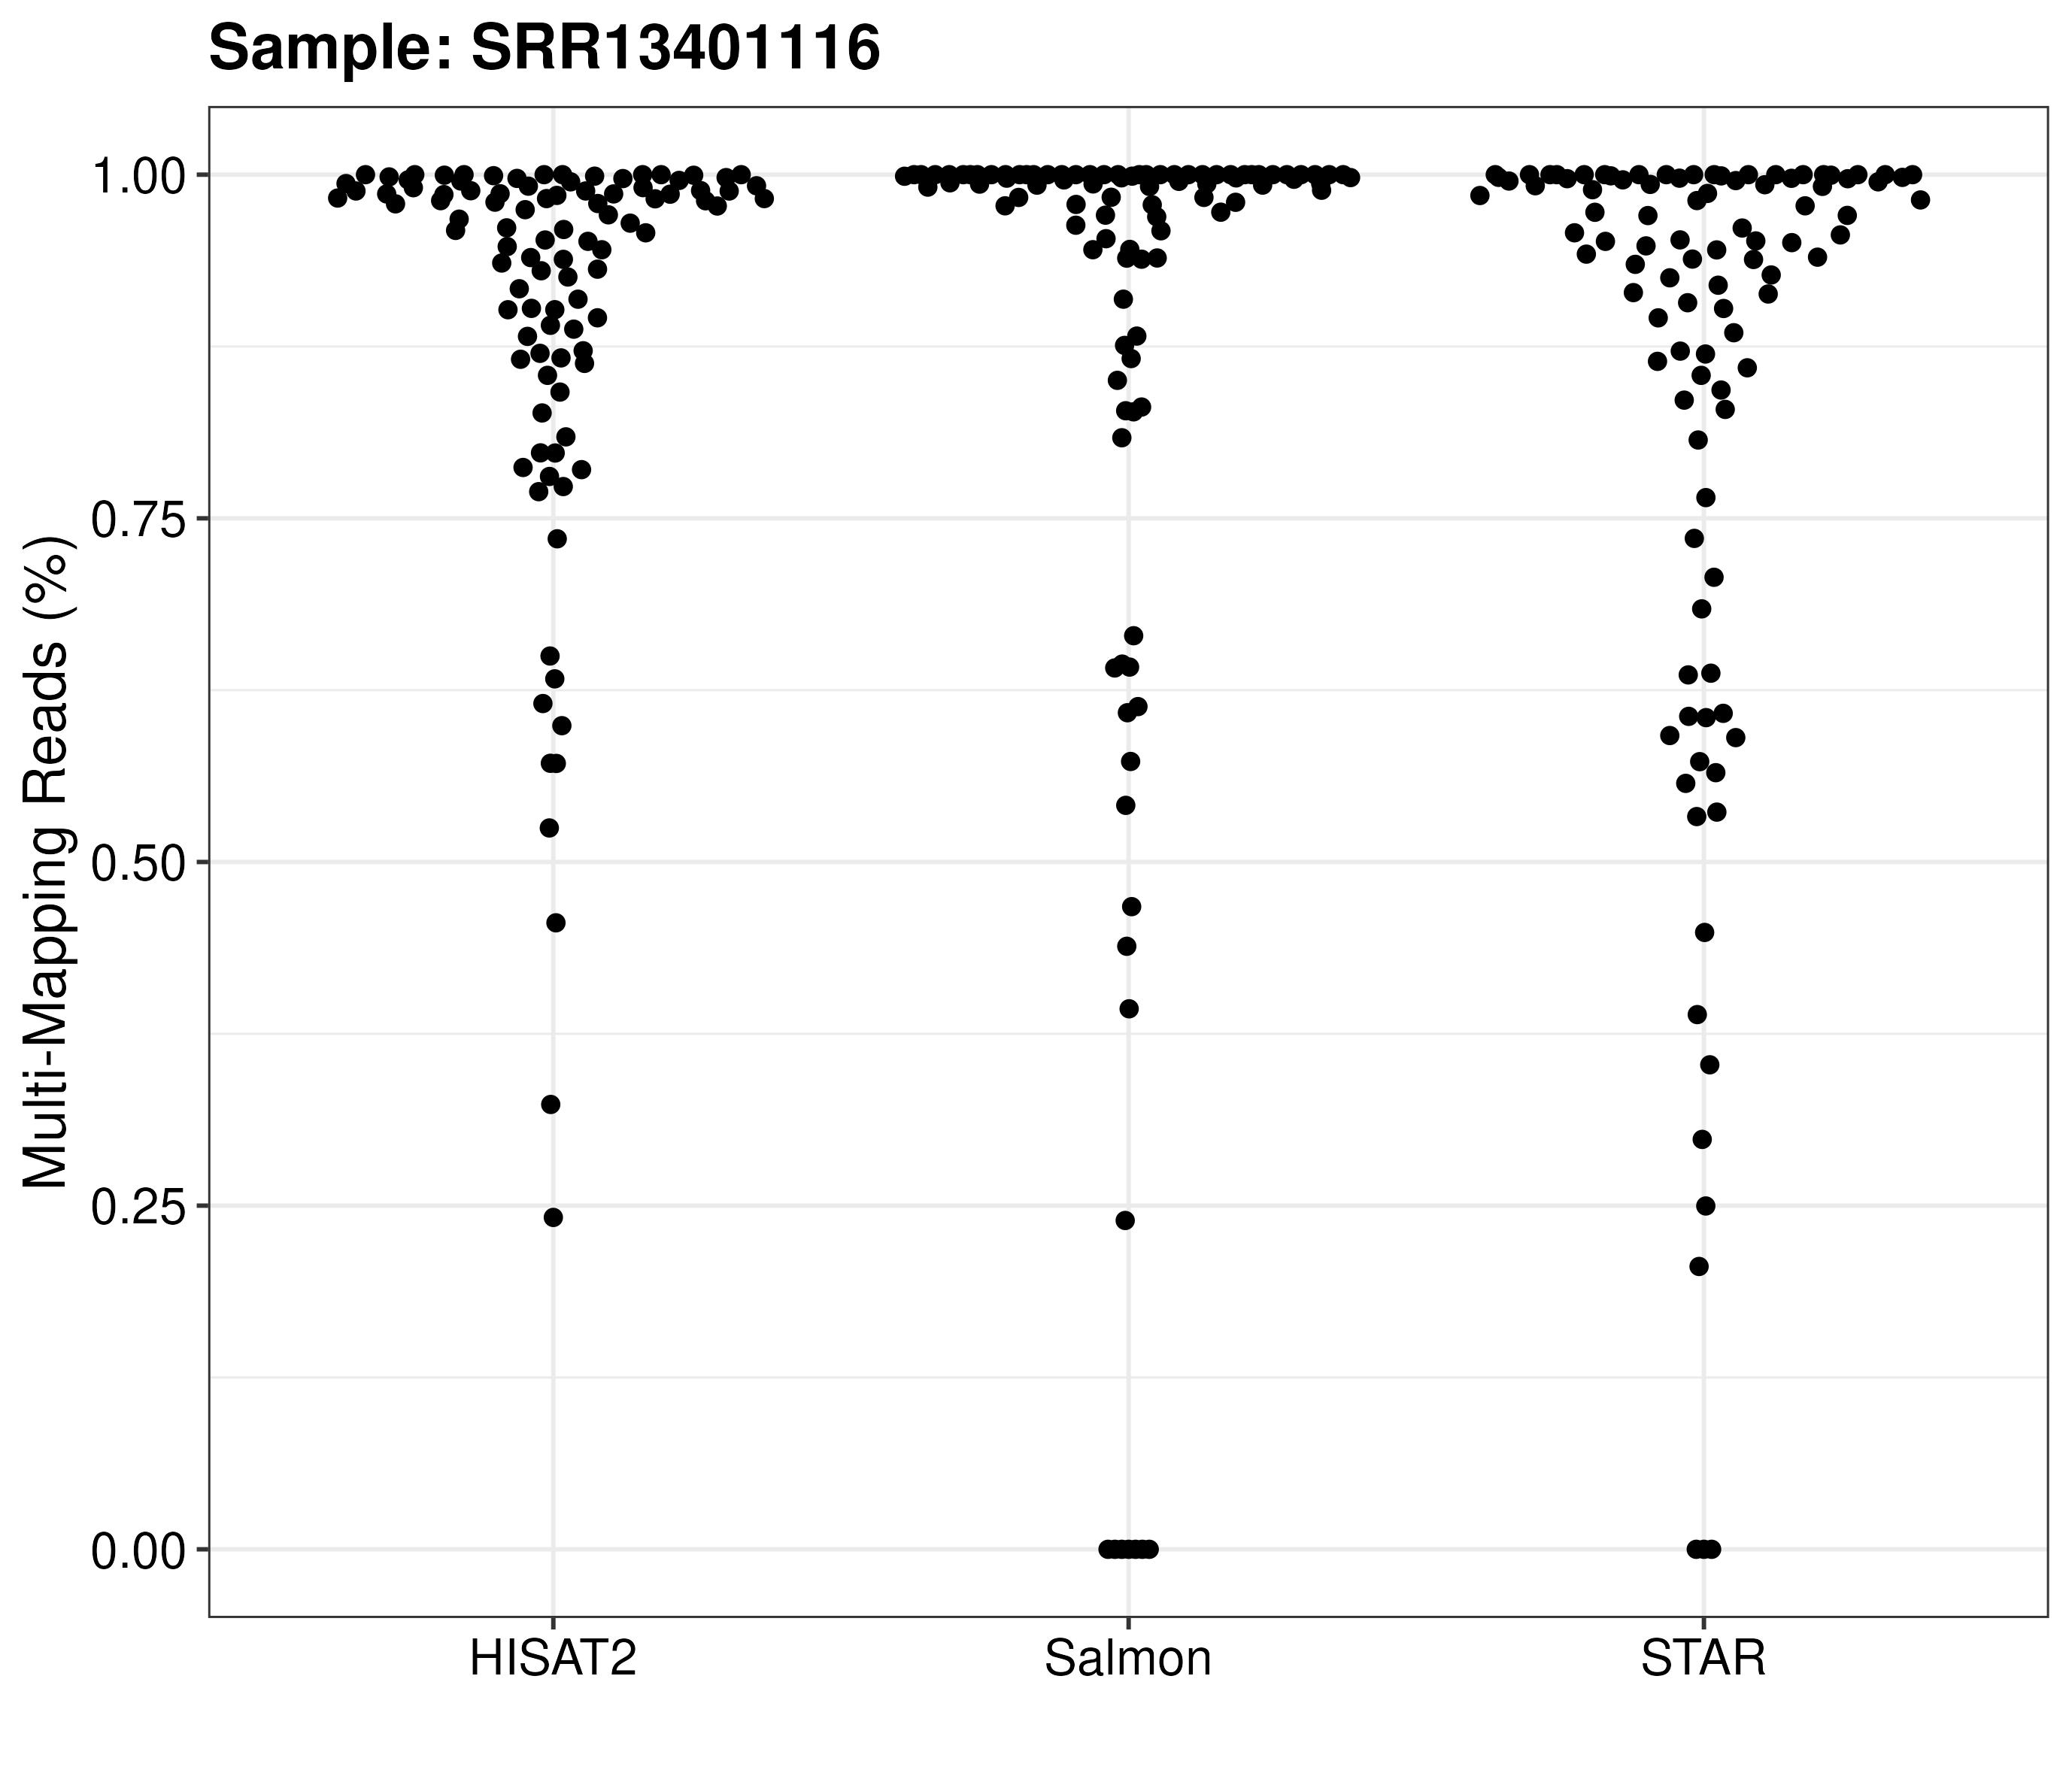 Sample: SRR13401116
Multi-Mapping Reads (%)
1.00
0.75
0.50
0.25
0.00
HISAT2 Salmon STAR